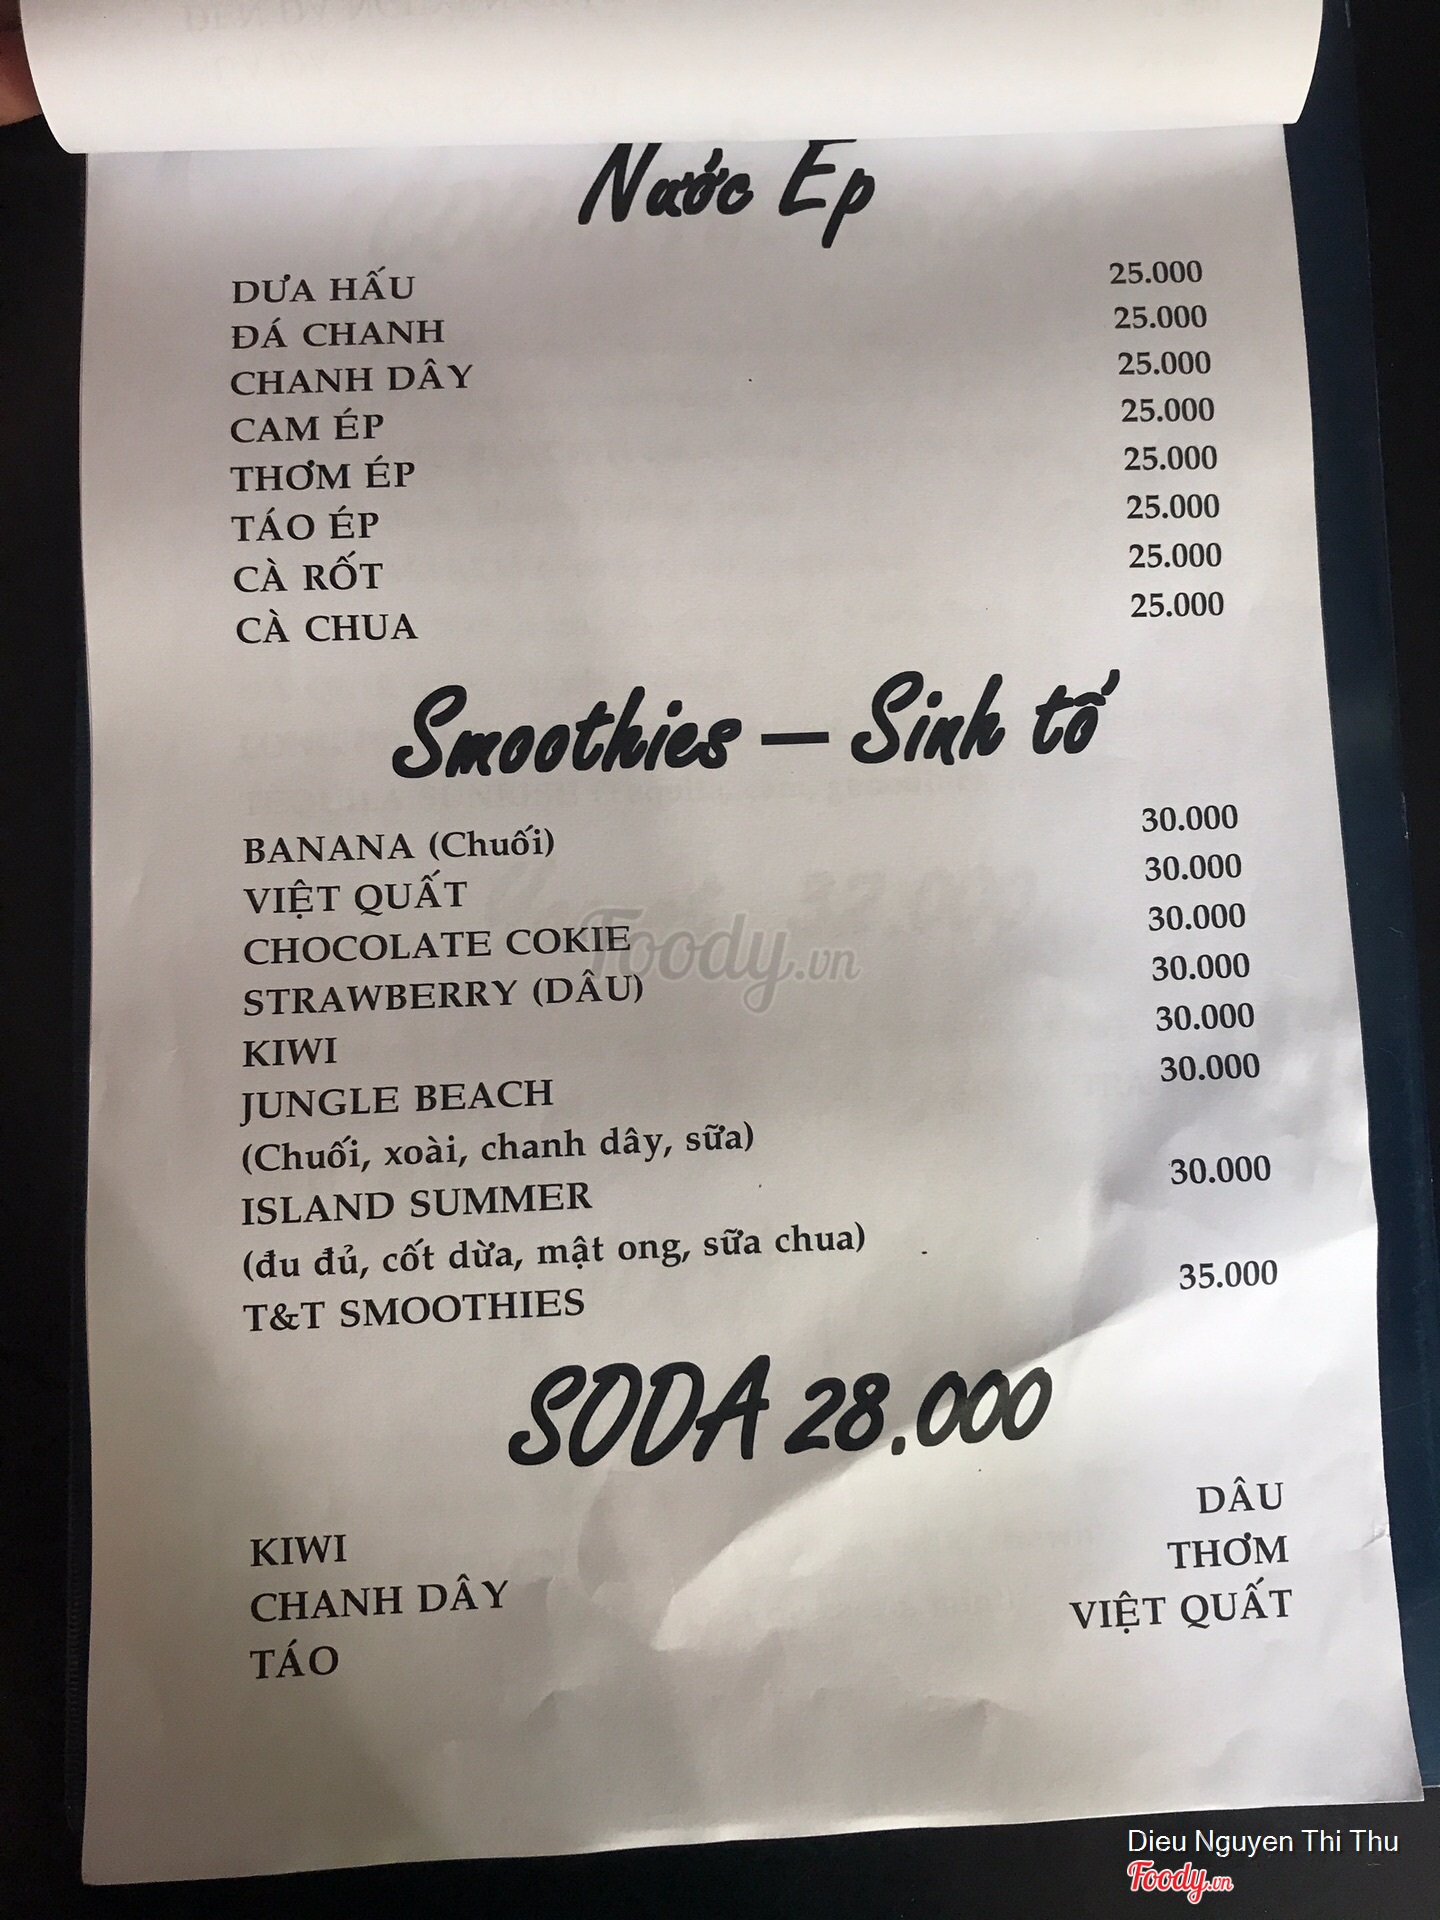 Nước Ép
DƯA HẤU 25.000
ĐÁ CHANH 25.000
CHANH DÂY 25.000
CAM ÉP 25.000
THƠM ÉP 25.000
TÁO ÉP 25.000
CÀ RỐT 25.000
CÀ CHUA 25.000
Smoothies – Sinh tố
BANANA (Chuối) 30.000
VIỆT QUẤT 30.000
CHOCOLATE COKIE 30.000
STRAWBERRY (DÂU) 30.000
KIWI 30.000
JUNGLE BEACH 30.000
(Chuối, xoài, chanh dây, sữa)
ISLAND SUMMER 30.000
(đu đủ, cốt dừa, mật ong, sữa chua)
T&T SMOOTHIES 35.000
Foody.vn
SODA 28.000
KIWI DÂU
CHANH DÂY THƠM
TÁO VIỆT QUẤT
Dieu Nguyen Thi Thu
Foody.vn